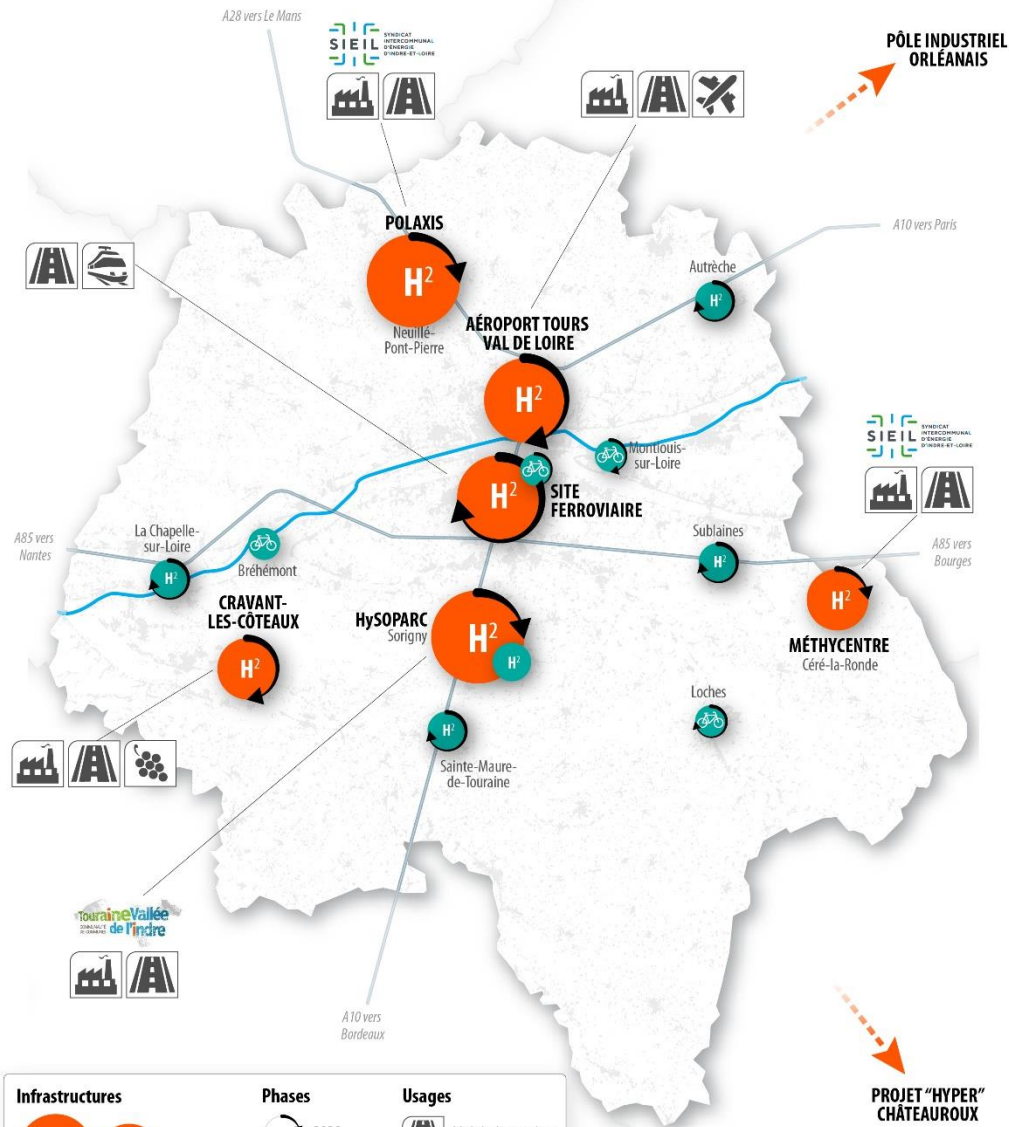 A28 vers Le Mans
SIEIL
SYNDICAT
INTERCOMMUNAL
D'ÉNERGIE
D'INDRE-ET-LOIRE
PÔLE INDUSTRIEL
ORLÉANAIS
POLAXIS
H²
Neuillé-
Pont-Pierre
A10 vers Paris
Autrèche
H²
AÉROPORT TOURS
VAL DE LOIRE
H²
SIEIL
SYNDICAT
INTERCOMMUNAL
D'ÉNERGIE
D'INDRE-ET-LOIRE
Montlouis-
sur-Loire
H²
SITE
FERROVIAIRE
La Chapelle-
sur-Loire
H²
A85 vers
Nantes
Bréhémont
Sublaines
H²
A85 vers
Bourges
CRAVANT-
LES-CÔTEAUX
H²
HySOPARC
Sorigny
H²
H²
H²
MÉTHYCENTRE
Céré-la-Ronde
Loches
H²
Sainte-Maure-
de-Touraine
Touraine Vallée
de l'Indre
A10 vers
Bordeaux
PROJET "HYPER"
CHÂTEAUROUX
Infrastructures
Phases
Usages